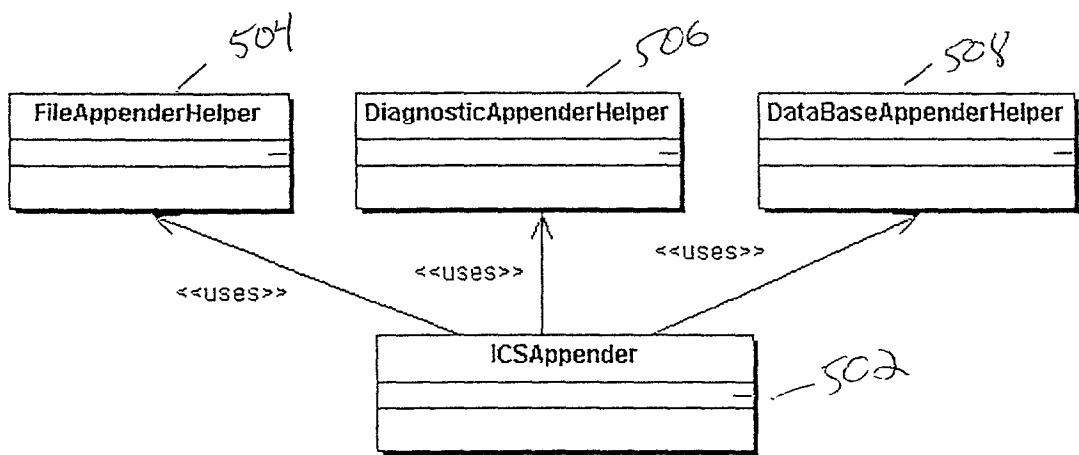 504
506
508
FileAppenderHelper
DiagnosticAppenderHelper
DataBaseAppenderHelper
<<uses>>
<<uses>>
<<uses>>
ICSAppender
502